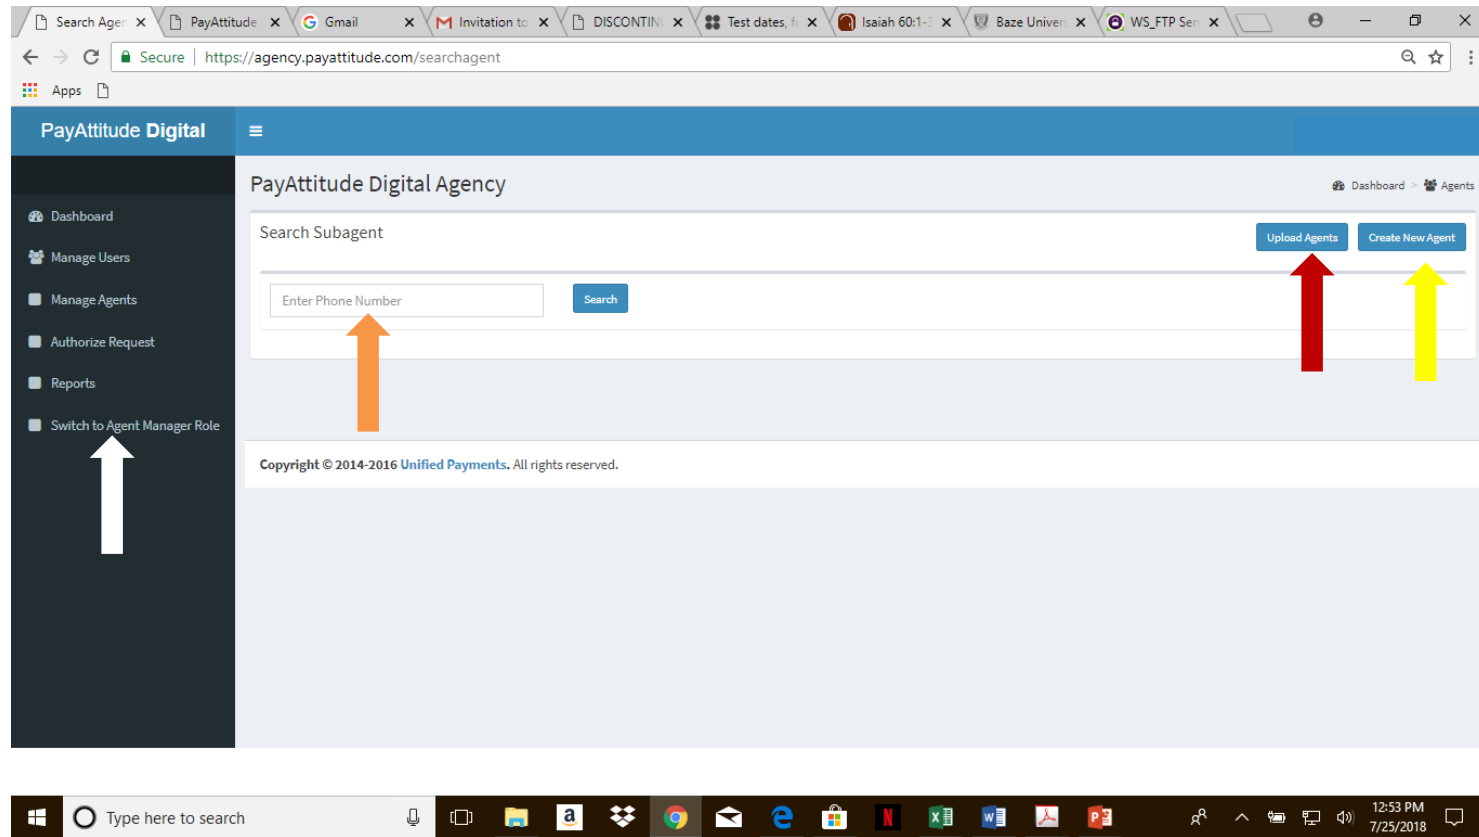 Search Agen
PayAttitude
Gmail
Invitation to
DISCONTINU
Test dates, f
Isaiah 60:1-3
Baze Univers
WS_FTP Ser
Secure | https://agency.payattitude.com/searchagent
Apps
PayAttitude Digital
PayAttitude Digital Agency
Dashboard > Agents
Dashboard
Manage Users
Manage Agents
Authorize Request
Reports
Switch to Agent Manager Role
Search Subagent
Upload Agents
Create New Agent
Enter Phone Number
Search
Copyright © 2014-2016 Unified Payments. All rights reserved.
Type here to search
12:53 PM
7/25/2018